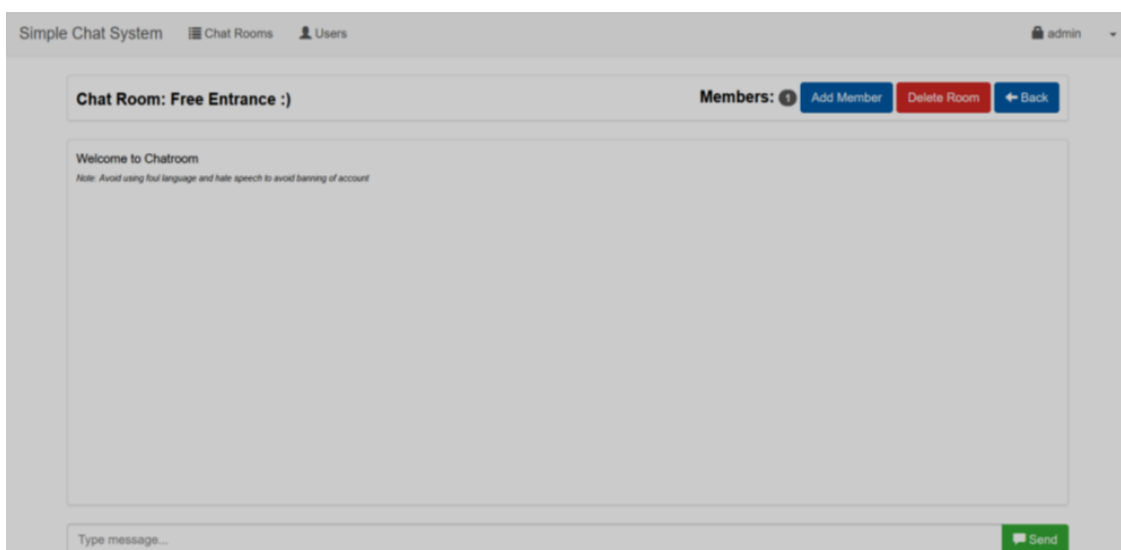 Simple Chat System Chat Rooms Users admin
Chat Room: Free Entrance :) Members: 1 Add Member Delete Room Back
Welcome to Chatroom
Note: Avoid using foul language and hate speech to avoid banning of account
Type message... Send